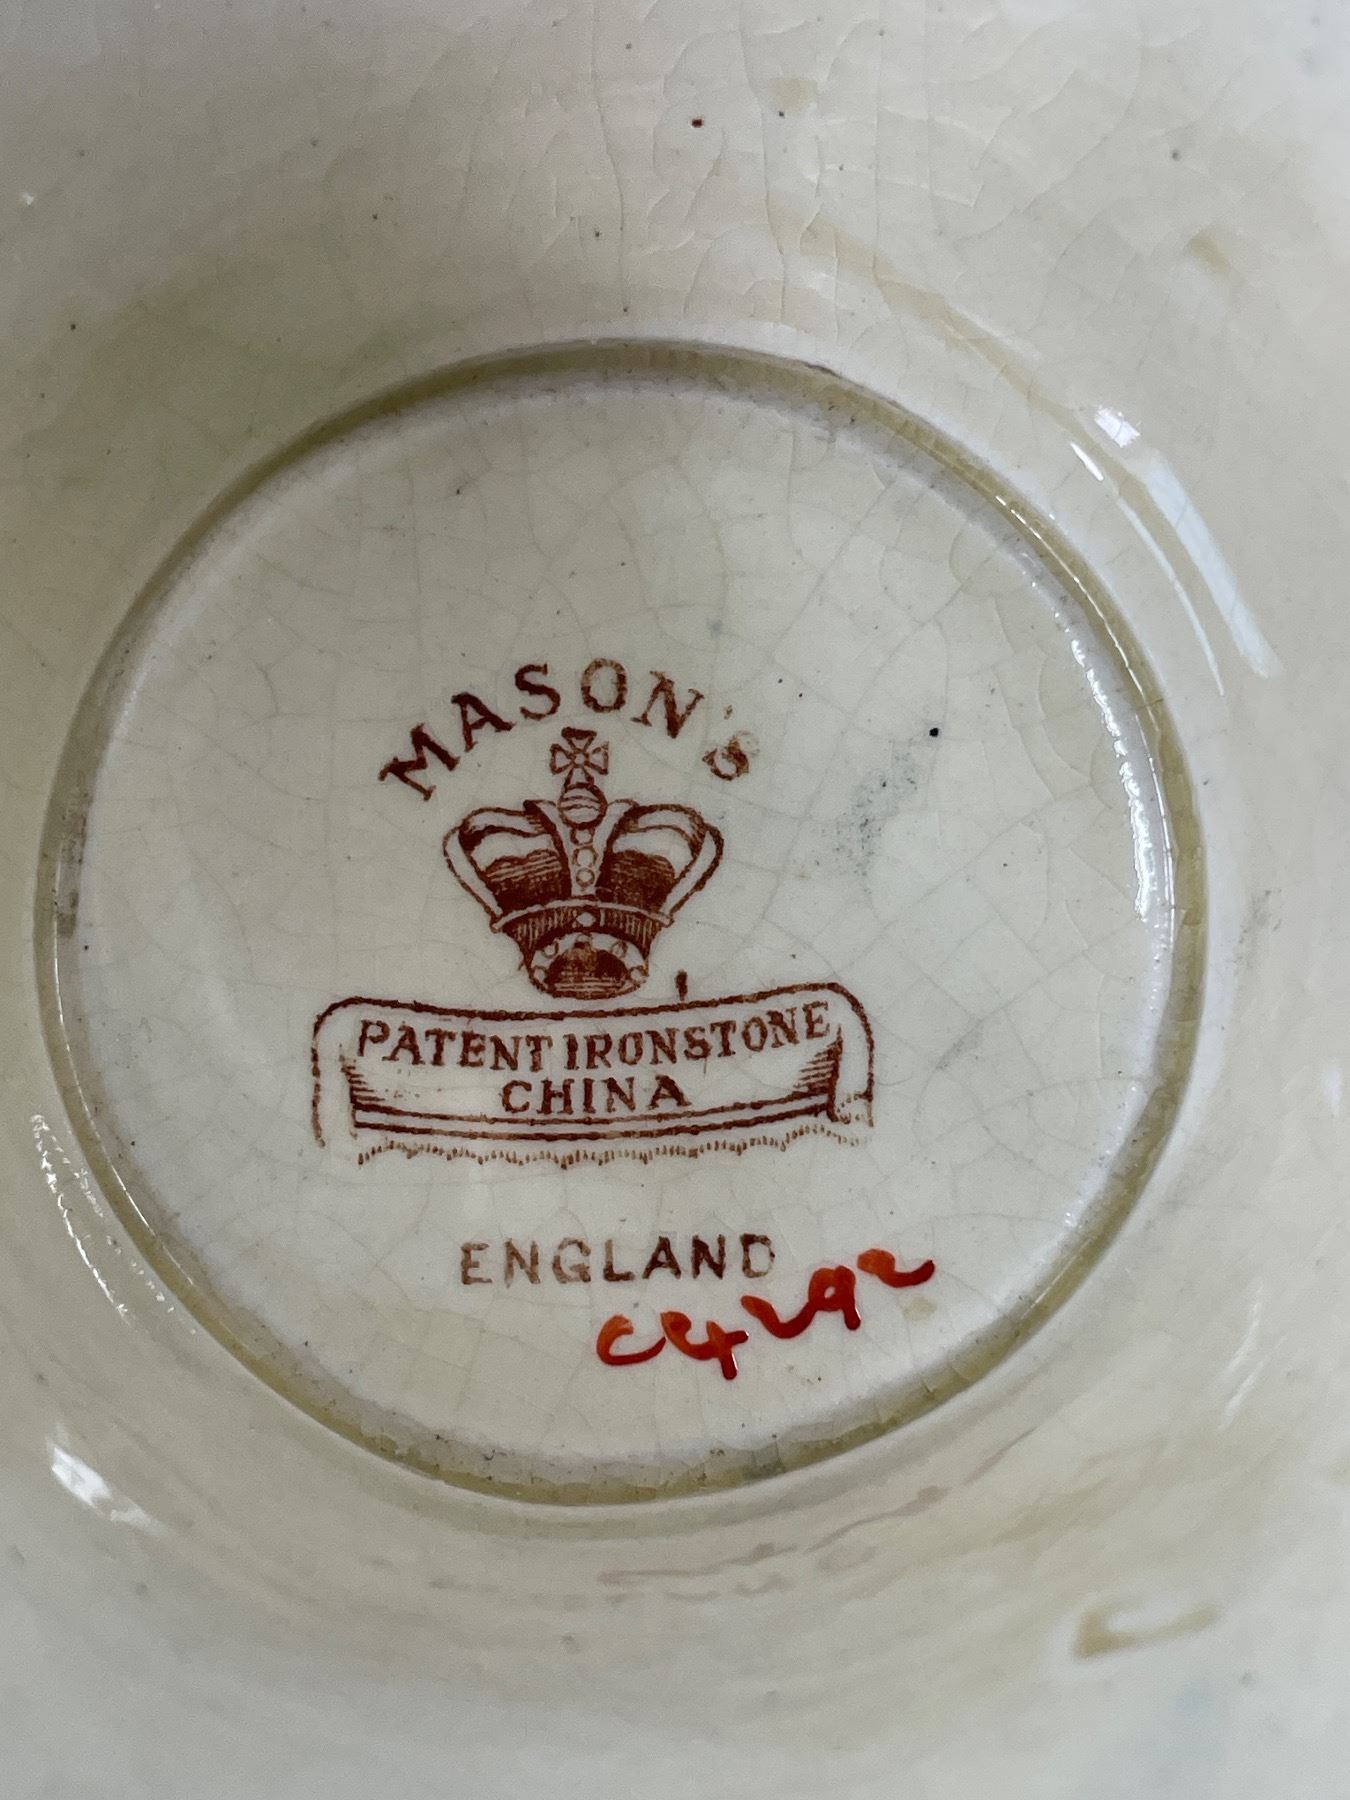 MASON'S
PATENT IRONSTONE
CHINA
ENGLAND
C4292